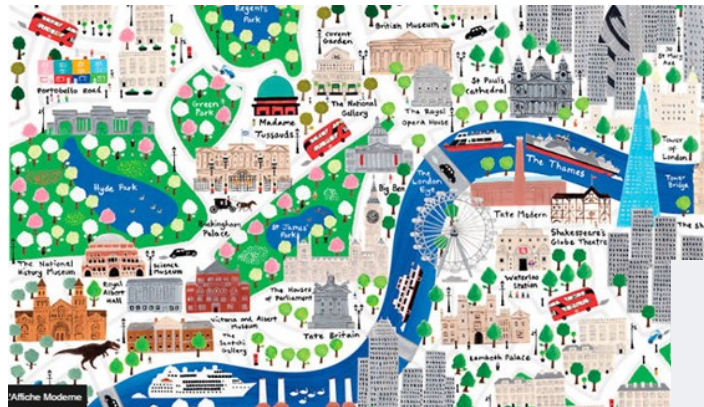 Regents
Park
British Museum
Covent
Garden
30
St Mary
Axe
Portobello Road
St Paul's
Cathedral
Green
Park
The National
Gallery
The Royal
Opera House
Madame
Tussauds
Tower
of
London
The Thames
Hyde Park
The
London
Eye
Tower
Bridge
Big Ben
Tate Modern
Buckingham
Palace
St James'
Park
Shakespeare's
Globe Theatre
The Sh
The National
History Museum
Science
Museum
Royal
Albert
Hall
Waterloo
Station
The Houses
of Parliament
Victoria and Albert
Museum
The
Saatchi
Gallery
Tate Britain
Lambeth Palace
L'Affiche Moderne